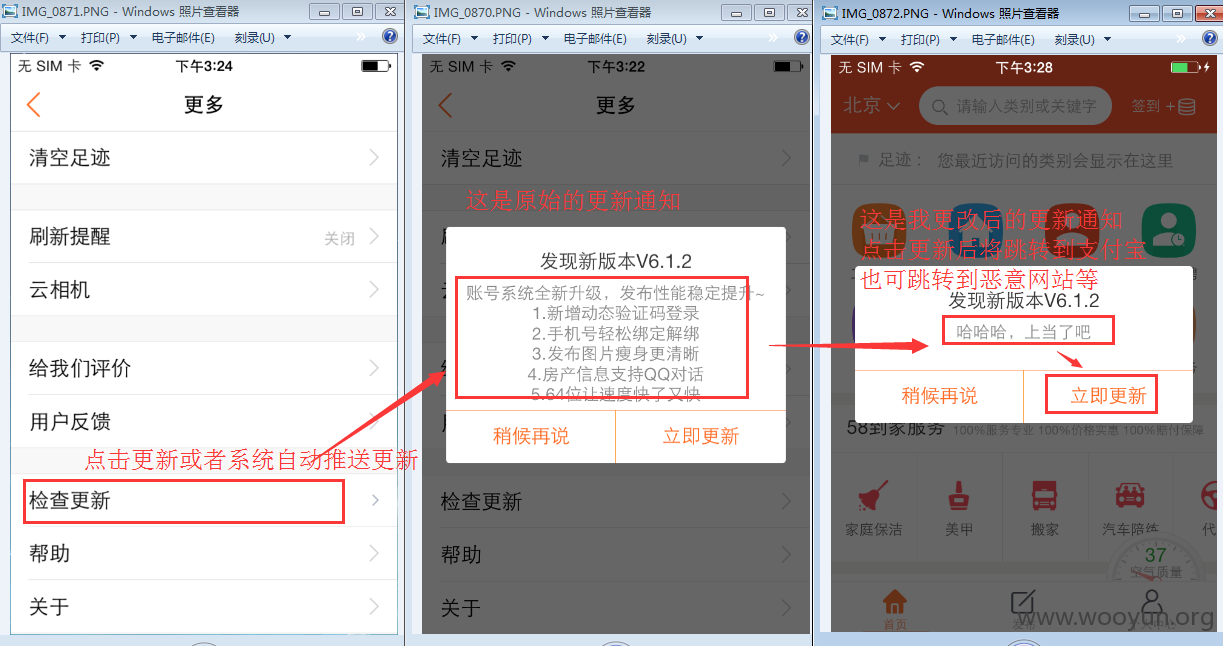 IMG_0871.PNG - Windows 照片查看器
文件(F) 打印(P) 电子邮件(E) 刻录(U)
无 SIM 卡 下午3:24
更多
清空足迹
刷新提醒 关闭
云相机
给我们评价
用户反馈
点击更新或者系统自动推送更新
检查更新
帮助
关于
IMG_0870.PNG - Windows 照片查看器
文件(F) 打印(P) 电子邮件(E) 刻录(U)
无 SIM 卡 下午3:22
更多
清空足迹
这是原始的更新通知
发现新版本V6.1.2
账号系统全新升级，发布性能稳定提升~
1.新增动态验证码登录
2.手机号轻松绑定解绑
3.发布图片瘦身更清晰
4.房产信息支持QQ对话
5.64位让速度快了又快
稍候再说 立即更新
检查更新
帮助
关于
IMG_0872.PNG - Windows 照片查看器
文件(F) 打印(P) 电子邮件(E) 刻录(U)
无 SIM 卡 下午3:28
北京 请输入类别或关键字 签到 +
足迹： 您最近访问的类别会显示在这里
这是我更改后的更新通知
点击更新后将跳转到支付宝
也可跳转到恶意网站等
发现新版本V6.1.2
哈哈哈，上当了吧
稍候再说 立即更新
58到家服务 100%服务专业 100%价格实惠 100%赔付保障
家庭保洁 美甲 搬家 汽车陪练 代
37
空气质量
首页
www.wooyun.org